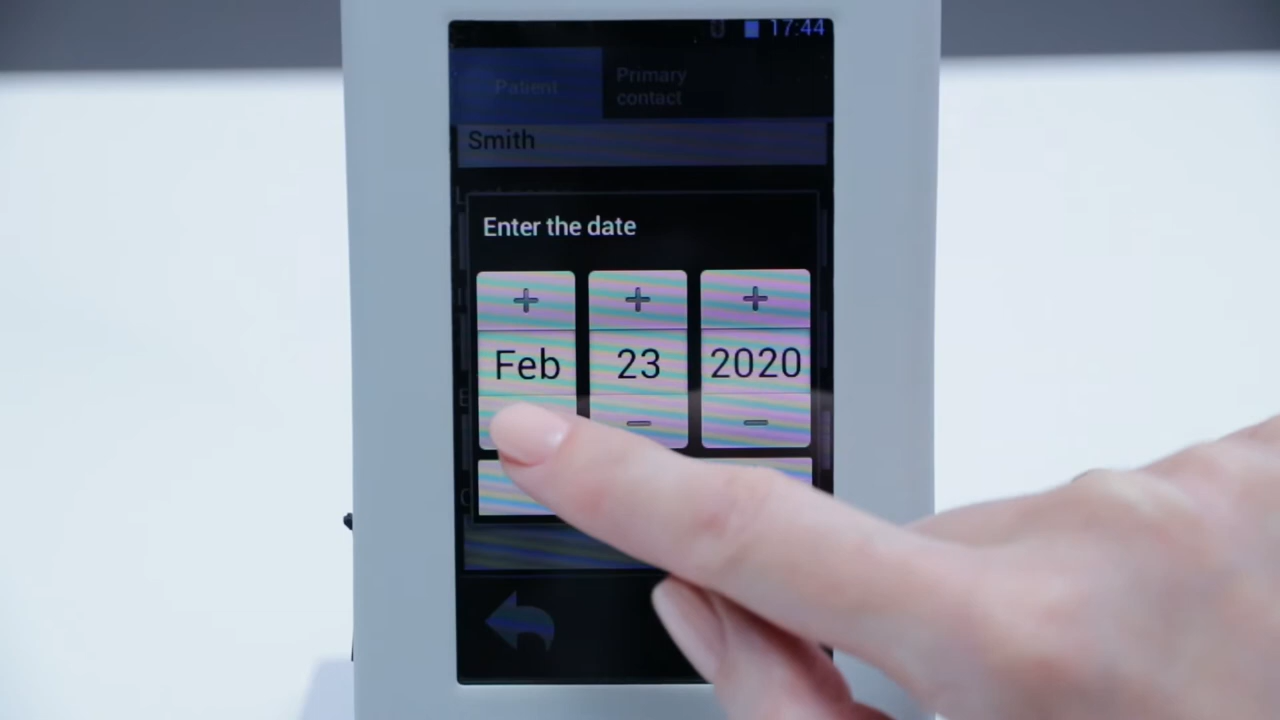 17:44
Patient
Primary
contact
Smith
Enter the date
+ + +
Feb 23 2020
− −